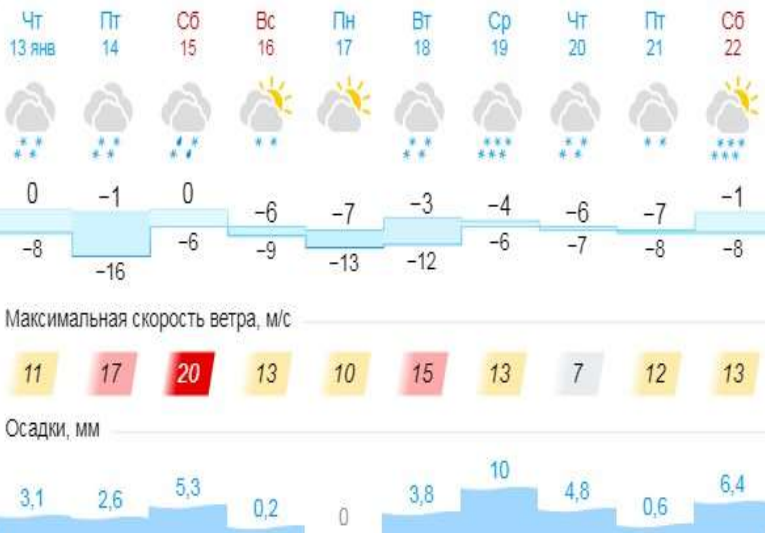 Чт Пт Сб Вс Пн Вт Ср Чт Пт Сб
13 янв 14 15 16 17 18 19 20 21 22
0 −1 0 −6 −7 −3 −4 −6 −7 −1
−8 −16 −6 −9 −13 −12 −6 −7 −8 −8
Максимальная скорость ветра, м/с
11 17 20 13 10 15 13 7 12 13
Осадки, мм
3,1 2,6 5,3 0,2 0 3,8 10 4,8 0,6 6,4